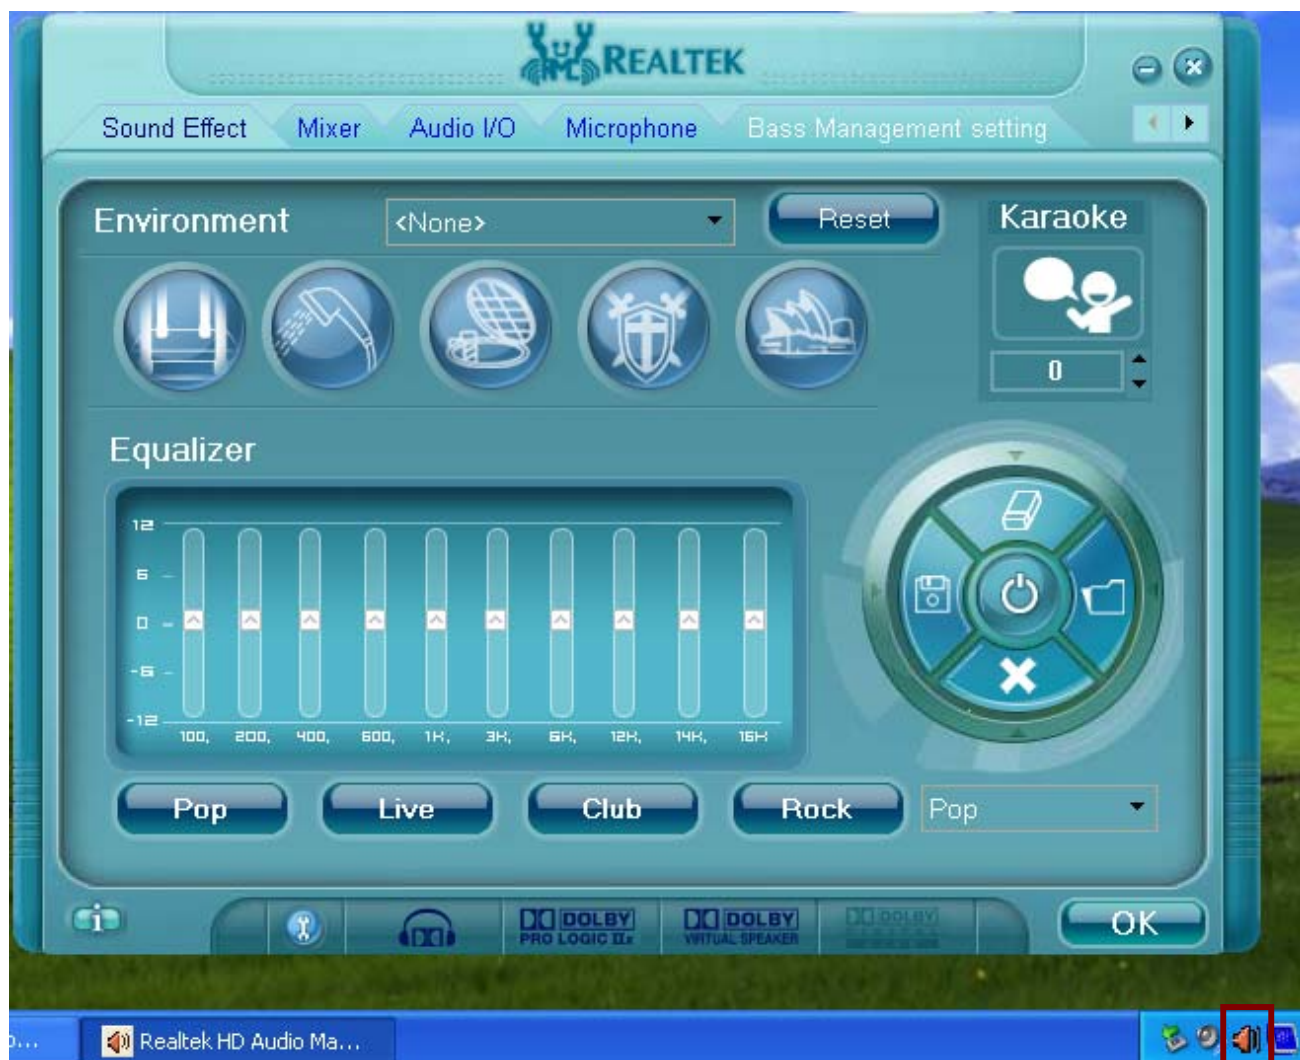 REALTEK
Sound Effect Mixer Audio I/O Microphone Bass Management setting
Environment <None> Reset Karaoke
0
Equalizer
12
6
0
-6
-12
100, 200, 400, 600, 1K, 3K, 6K, 12K, 14K, 16K
Pop Live Club Rock Pop
i DOLBY DOLBY DOLBY OK
PRO LOGIC IIx VIRTUAL SPEAKER
Realtek HD Audio Ma...